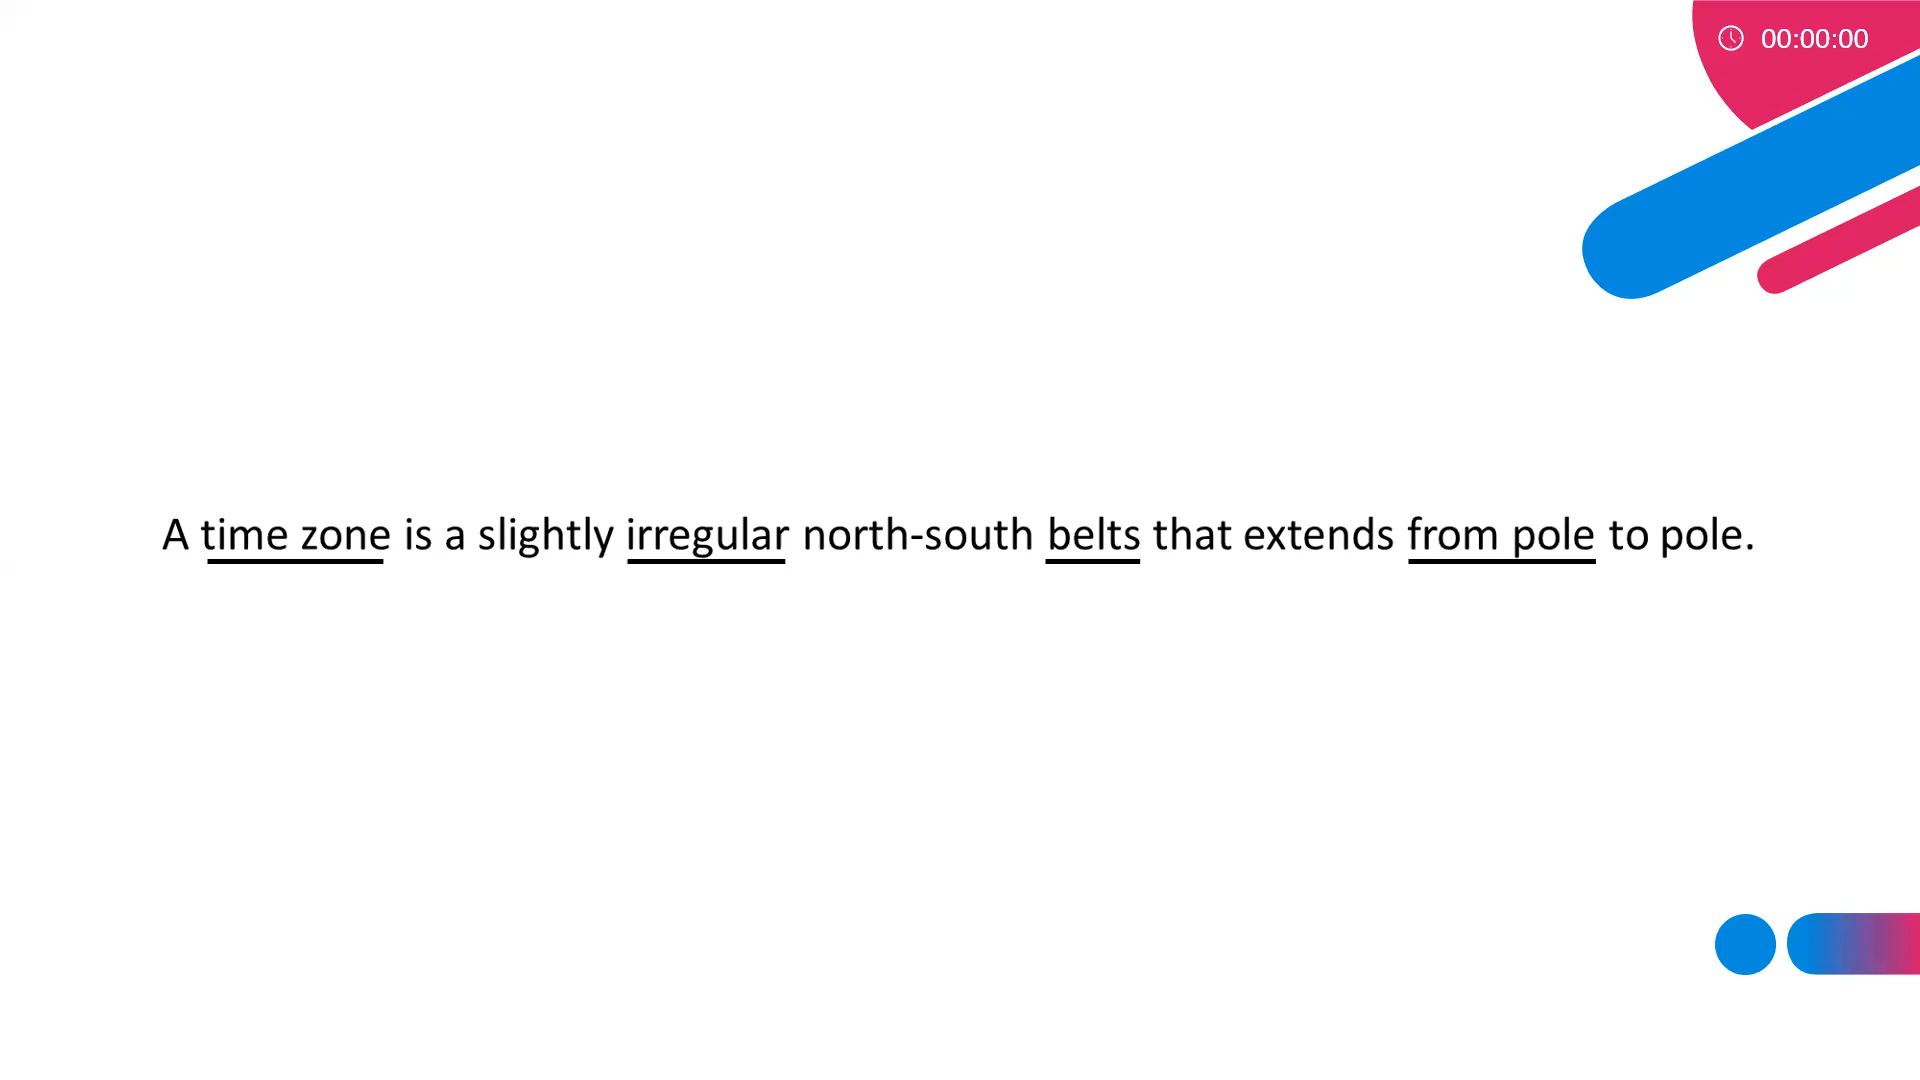 00:00:00
A time zone is a slightly irregular north-south belts that extends from pole to pole.